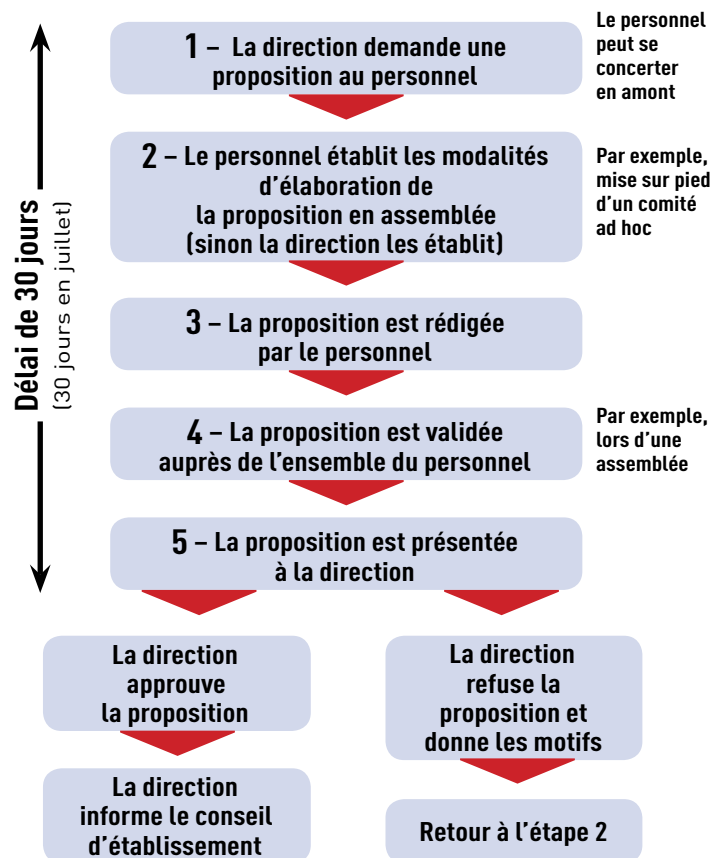 1 – La direction demande une
proposition au personnel
Le personnel
peut se
concerter
en amont
2 – Le personnel établit les modalités
d’élaboration de
la proposition en assemblée
(sinon la direction les établit)
Par exemple,
mise sur pied
d’un comité
ad hoc
Délai de 30 jours
(30 jours en juillet)
3 – La proposition est rédigée
par le personnel
4 – La proposition est validée
auprès de l’ensemble du personnel
Par exemple,
lors d’une
assemblée
5 – La proposition est présentée
à la direction
La direction
approuve
la proposition
La direction
refuse la
proposition et
donne les motifs
La direction
informe le conseil
d’établissement
Retour à l’étape 2